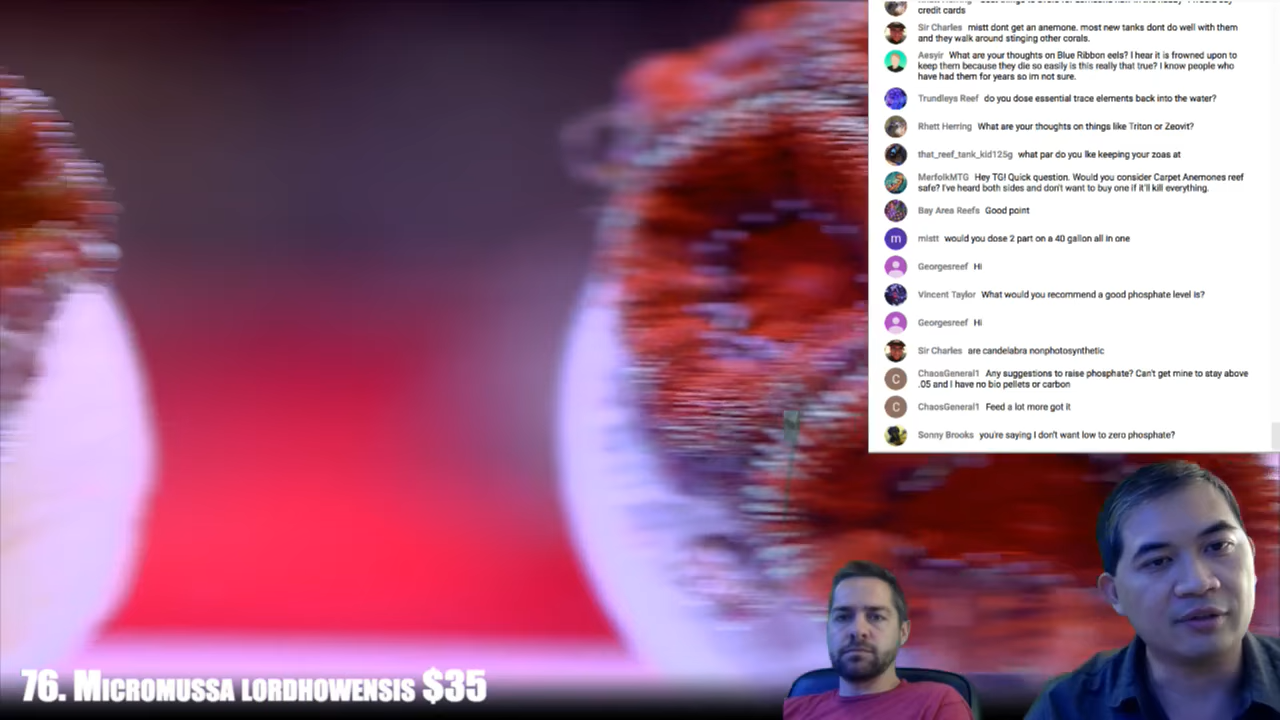 credit cards
Sir Charles mistt dont get an anemone. most new tanks dont do well with them
and they walk around stinging other corals.
Aesyir What are your thoughts on Blue Ribbon eels? I hear it is frowned upon to
keep them because they die so easily is this really that true? I know people who
have had them for years so im not sure.
Trundleys Reef do you dose essential trace elements back into the water?
Rhett Herring What are your thoughts on things like Triton or Zeovit?
that_reef_tank_kid125g what par do you lke keeping your zoas at
MerfolkMTG Hey TG! Quick question. Would you consider Carpet Anemones reef
safe? I've heard both sides and don't want to buy one if it'll kill everything.
Bay Area Reefs Good point
m mistt would you dose 2 part on a 40 gallon all in one
Georgesreef Hi
Vincent Taylor What would you recommend a good phosphate level is?
Georgesreef Hi
Sir Charles are candelabra nonphotosynthetic
C ChaosGeneral1 Any suggestions to raise phosphate? Can't get mine to stay above
.05 and I have no bio pellets or carbon
C ChaosGeneral1 Feed a lot more got it
Sonny Brooks you're saying I don't want low to zero phosphate?
76. Micromussa lordhowensis $35